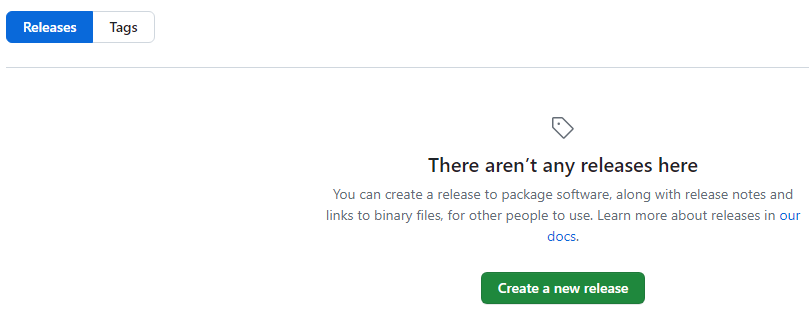 Releases
Tags
There aren’t any releases here
You can create a release to package software, along with release notes and
links to binary files, for other people to use. Learn more about releases in our
docs.
Create a new release